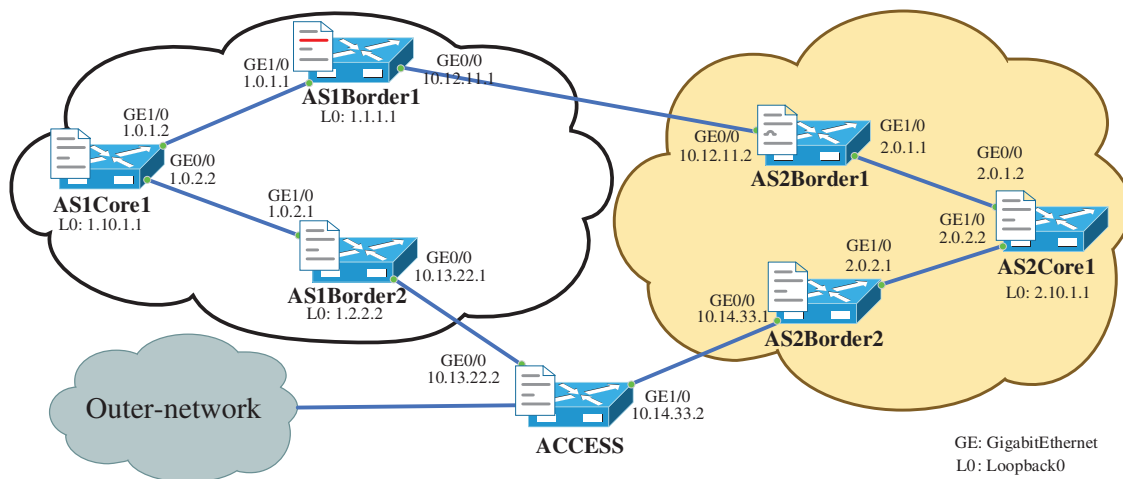 GE1/0
1.0.1.1
GE0/0
10.12.11.1
AS1Border1
L0: 1.1.1.1
GE1/0
1.0.1.2
GE0/0
1.0.2.2
AS1Core1
L0: 1.10.1.1
GE1/0
1.0.2.1
GE0/0
10.13.22.1
AS1Border2
L0: 1.2.2.2
GE0/0
10.12.11.2
GE1/0
2.0.1.1
AS2Border1
GE0/0
2.0.1.2
GE1/0
2.0.2.2
AS2Core1
L0: 2.10.1.1
GE1/0
2.0.2.1
GE0/0
10.14.33.1
AS2Border2
GE0/0
10.13.22.2
GE1/0
10.14.33.2
ACCESS
Outer-network
GE: GigabitEthernet
L0: Loopback0